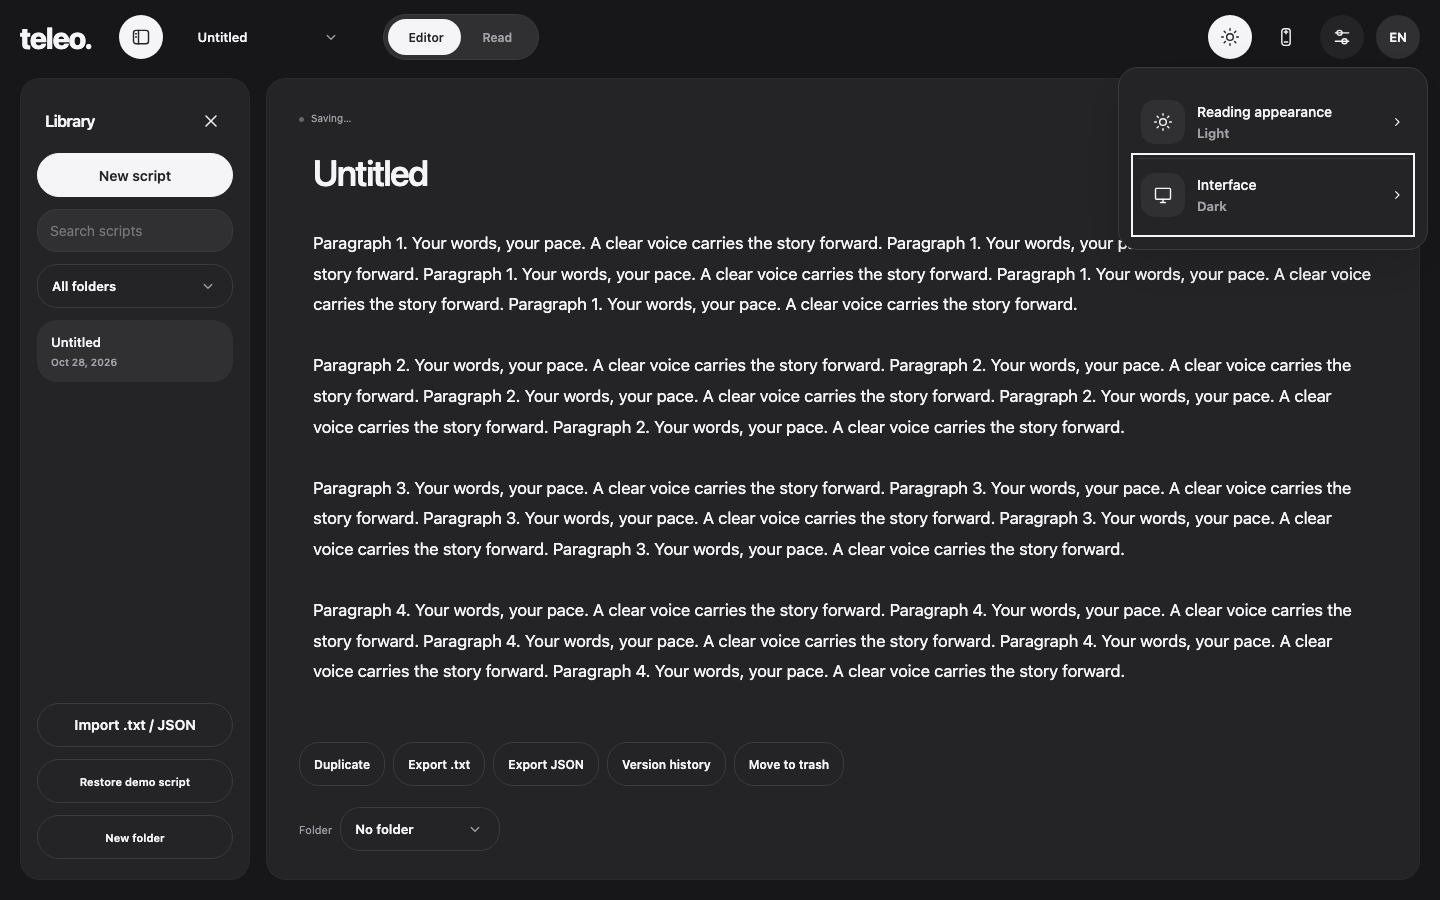 teleo.
Untitled
Editor
Read
EN
Library
New script
Search scripts
All folders
Untitled
Oct 28, 2026
Import .txt / JSON
Restore demo script
New folder
Saving...
Untitled
Paragraph 1. Your words, your pace. A clear voice carries the story forward. Paragraph 1. Your words, your
story forward. Paragraph 1. Your words, your pace. A clear voice carries the story forward. Paragraph 1. Your words, your pace. A clear voice
carries the story forward. Paragraph 1. Your words, your pace. A clear voice carries the story forward.
Paragraph 2. Your words, your pace. A clear voice carries the story forward. Paragraph 2. Your words, your pace. A clear voice carries the
story forward. Paragraph 2. Your words, your pace. A clear voice carries the story forward. Paragraph 2. Your words, your pace. A clear
voice carries the story forward. Paragraph 2. Your words, your pace. A clear voice carries the story forward.
Paragraph 3. Your words, your pace. A clear voice carries the story forward. Paragraph 3. Your words, your pace. A clear voice carries the
story forward. Paragraph 3. Your words, your pace. A clear voice carries the story forward. Paragraph 3. Your words, your pace. A clear
voice carries the story forward. Paragraph 3. Your words, your pace. A clear voice carries the story forward.
Paragraph 4. Your words, your pace. A clear voice carries the story forward. Paragraph 4. Your words, your pace. A clear voice carries the
story forward. Paragraph 4. Your words, your pace. A clear voice carries the story forward. Paragraph 4. Your words, your pace. A clear
voice carries the story forward. Paragraph 4. Your words, your pace. A clear voice carries the story forward.
Duplicate
Export .txt
Export JSON
Version history
Move to trash
Folder
No folder
Reading appearance
Light
Interface
Dark